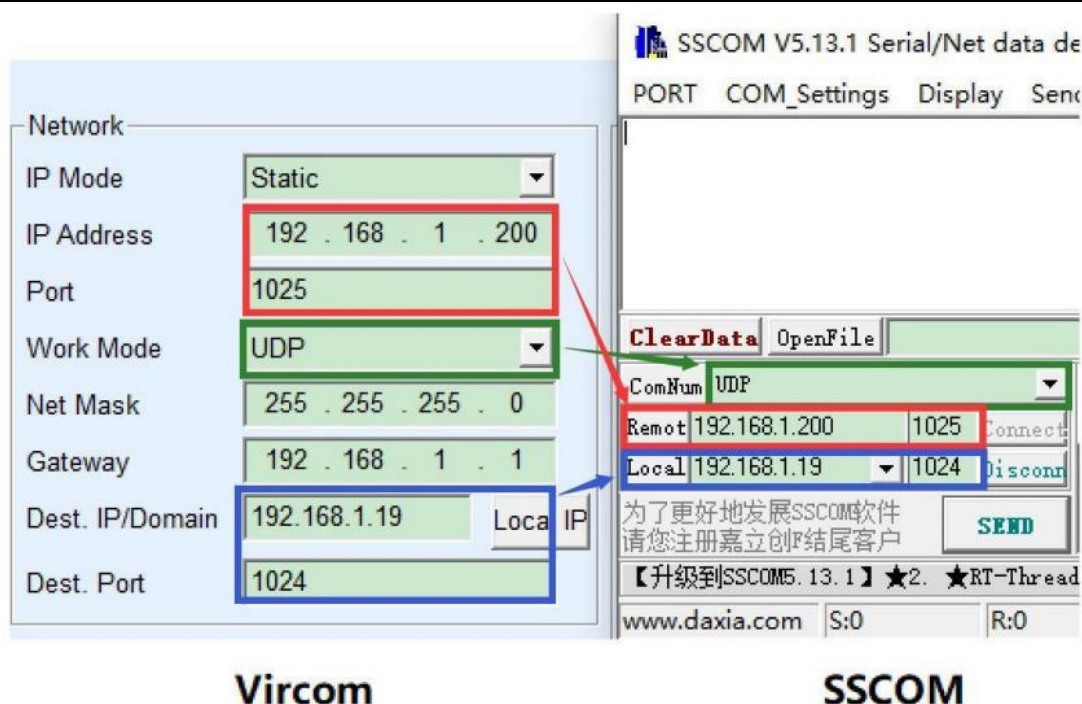 Network
IP Mode Static
IP Address 192 . 168 . 1 . 200
Port 1025
Work Mode UDP
Net Mask 255 . 255 . 255 . 0
Gateway 192 . 168 . 1 . 1
Dest. IP/Domain 192.168.1.19 Loca IP
Dest. Port 1024
Vircom
SSCOM V5.13.1 Serial/Net data de
PORT COM_Settings Display Send
ClearData OpenFile
ComNum UDP
Remot 192.168.1.200 1025 Connect
Local 192.168.1.19 1024 Disconn
为了更好地发展SSCOM软件
请您注册嘉立创F结尾客户
SEND
【升级到SSCOM5.13.1】★2. ★RT-Thread
www.daxia.com S:0 R:0
SSCOM